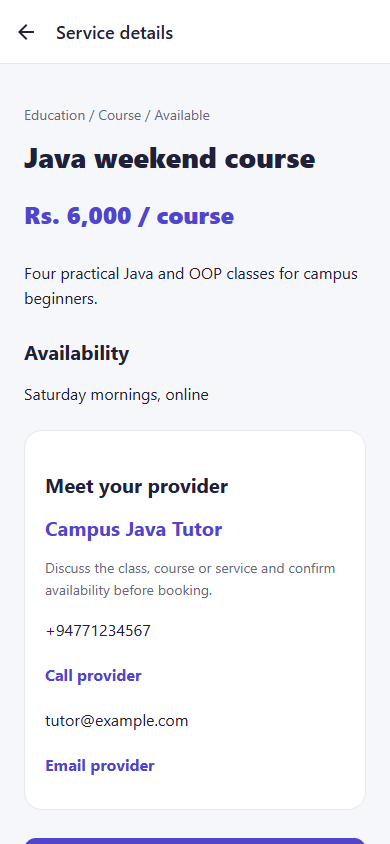 Service details
Education / Course / Available
Java weekend course
Rs. 6,000 / course
Four practical Java and OOP classes for campus
beginners.
Availability
Saturday mornings, online
Meet your provider
Campus Java Tutor
Discuss the class, course or service and confirm
availability before booking.
+94771234567
Call provider
tutor@example.com
Email provider